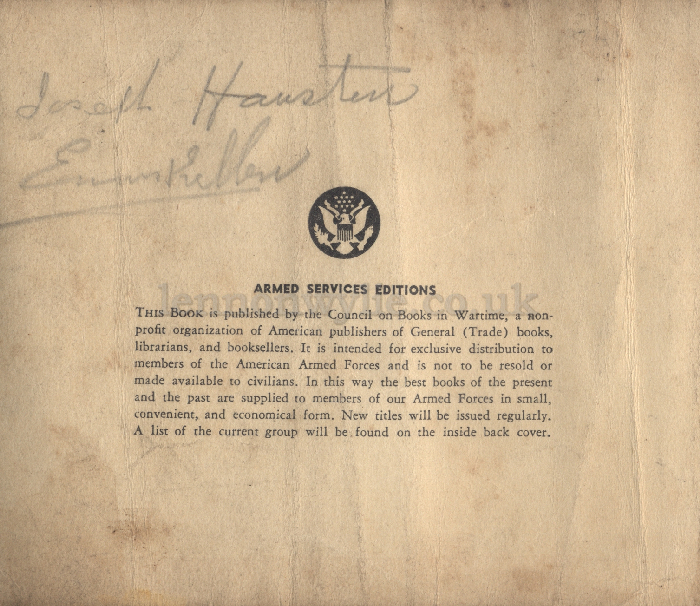 Joseph Hausten
ARMED SERVICES EDITIONS
lennonwylie.co.uk
THIS BOOK is published by the Council on Books in Wartime, a non-
profit organization of American publishers of General (Trade) books,
librarians, and booksellers. It is intended for exclusive distribution to
members of the American Armed Forces and is not to be resold or
made available to civilians. In this way the best books of the present
and the past are supplied to members of our Armed Forces in small,
convenient, and economical form. New titles will be issued regularly.
A list of the current group will be found on the inside back cover.